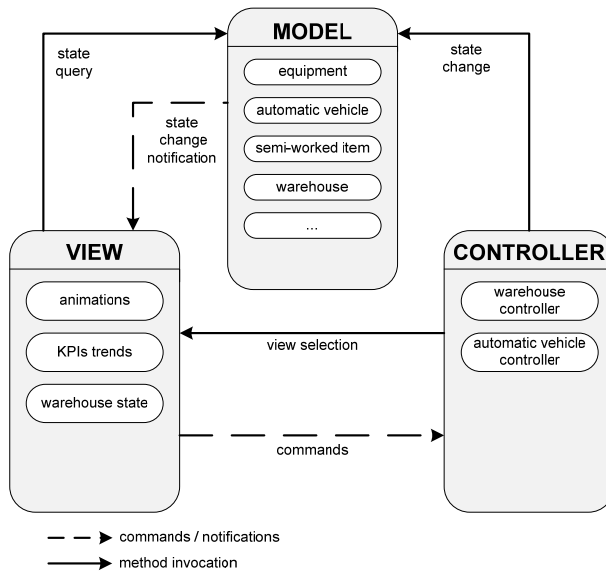 MODEL
state
query
state
change
equipment
automatic vehicle
state
change
notification
semi-worked item
warehouse
...
VIEW
CONTROLLER
animations
warehouse
controller
KPIs trends
view selection
automatic vehicle
controller
warehouse state
commands
commands / notifications
method invocation